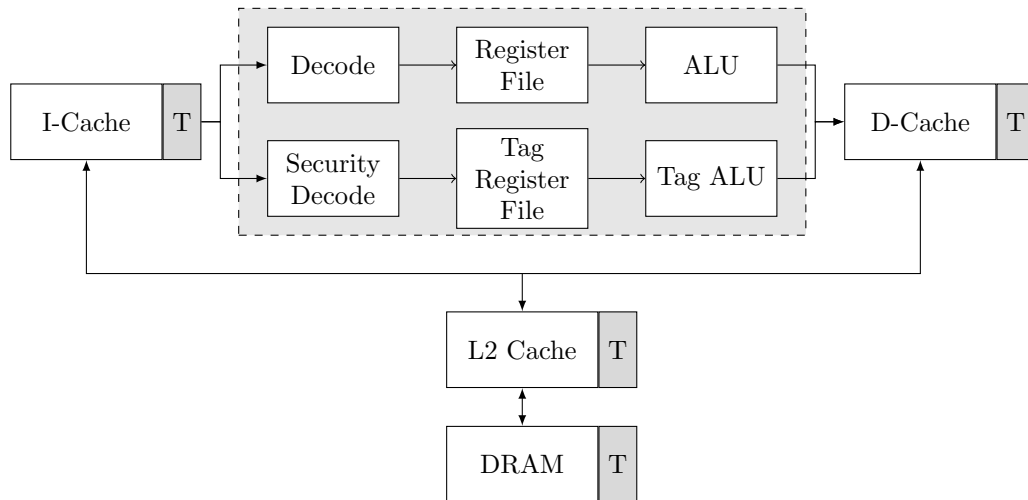 Decode
Register
File
ALU
I-Cache
T
D-Cache
T
Security
Decode
Tag
Register
File
Tag ALU
L2 Cache
T
DRAM
T